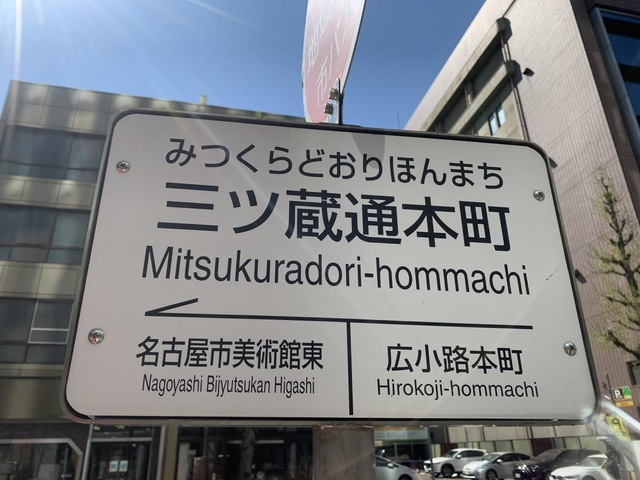 みつくらどおりほんまち
三ツ蔵通本町
Mitsukuradori-hommachi
名古屋市美術館東
Nagoyashi Bijyutsukan Higashi
広小路本町
Hirokoji-hommachi